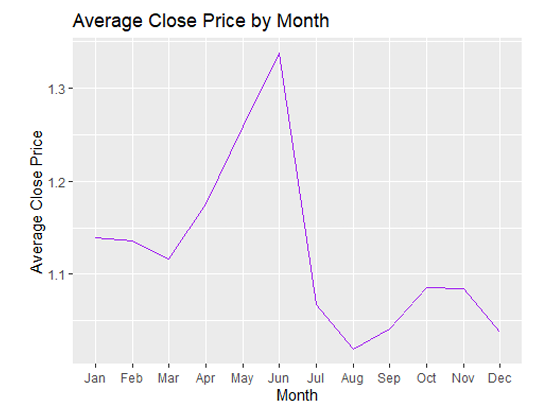 Average Close Price by Month
Average Close Price
1.3
1.2
1.1
Jan Feb Mar Apr May Jun Jul Aug Sep Oct Nov Dec
Month